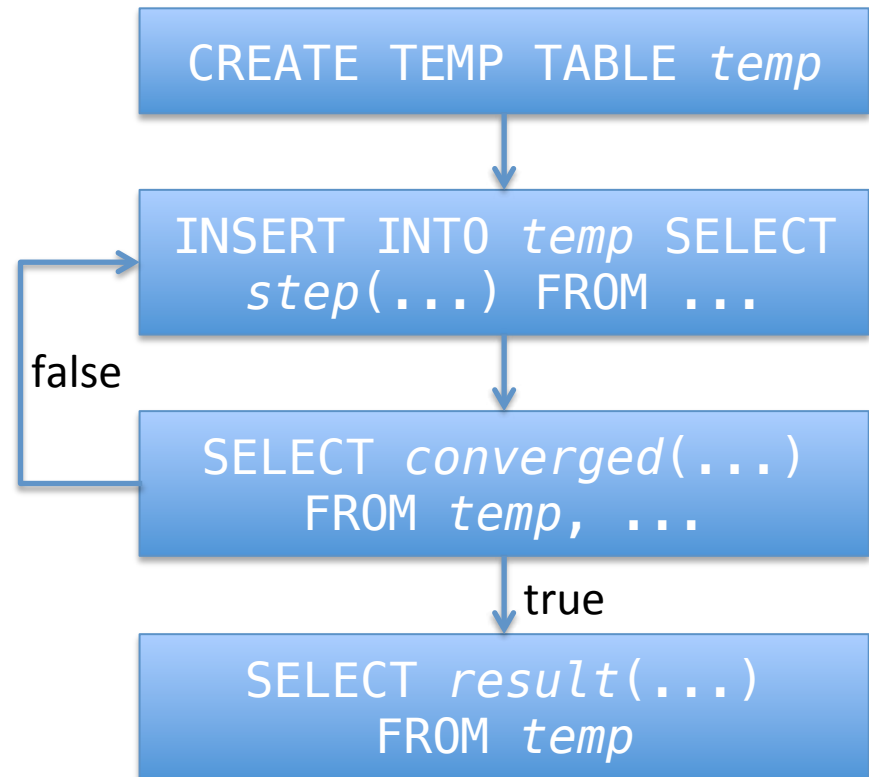 CREATE TEMP TABLE temp
INSERT INTO temp SELECT
step(...) FROM ...
false
SELECT converged(...)
FROM temp, ...
true
SELECT result(...)
FROM temp